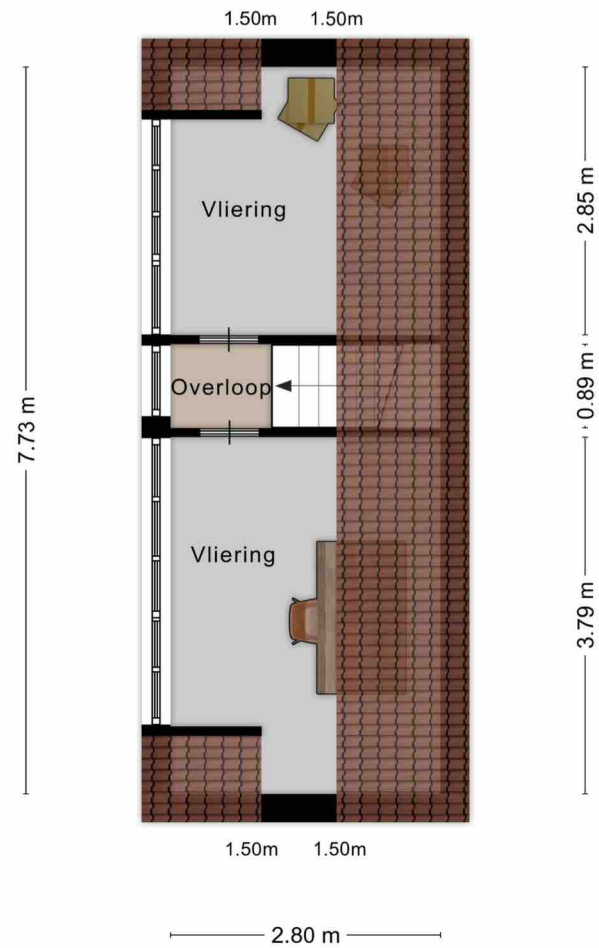 1.50m 1.50m
Vliering
2.85 m
Overloop
0.89 m
7.73 m
Vliering
3.79 m
1.50m 1.50m
2.80 m